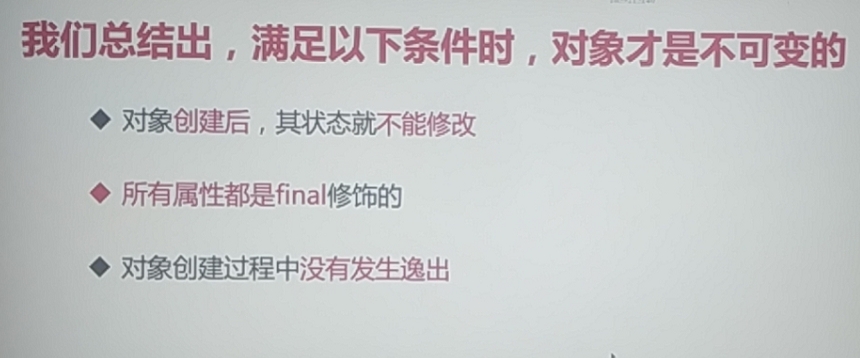 我们总结出，满足以下条件时，对象才是不可变的
对象创建后，其状态就不能修改
所有属性都是final修饰的
对象创建过程中没有发生逸出